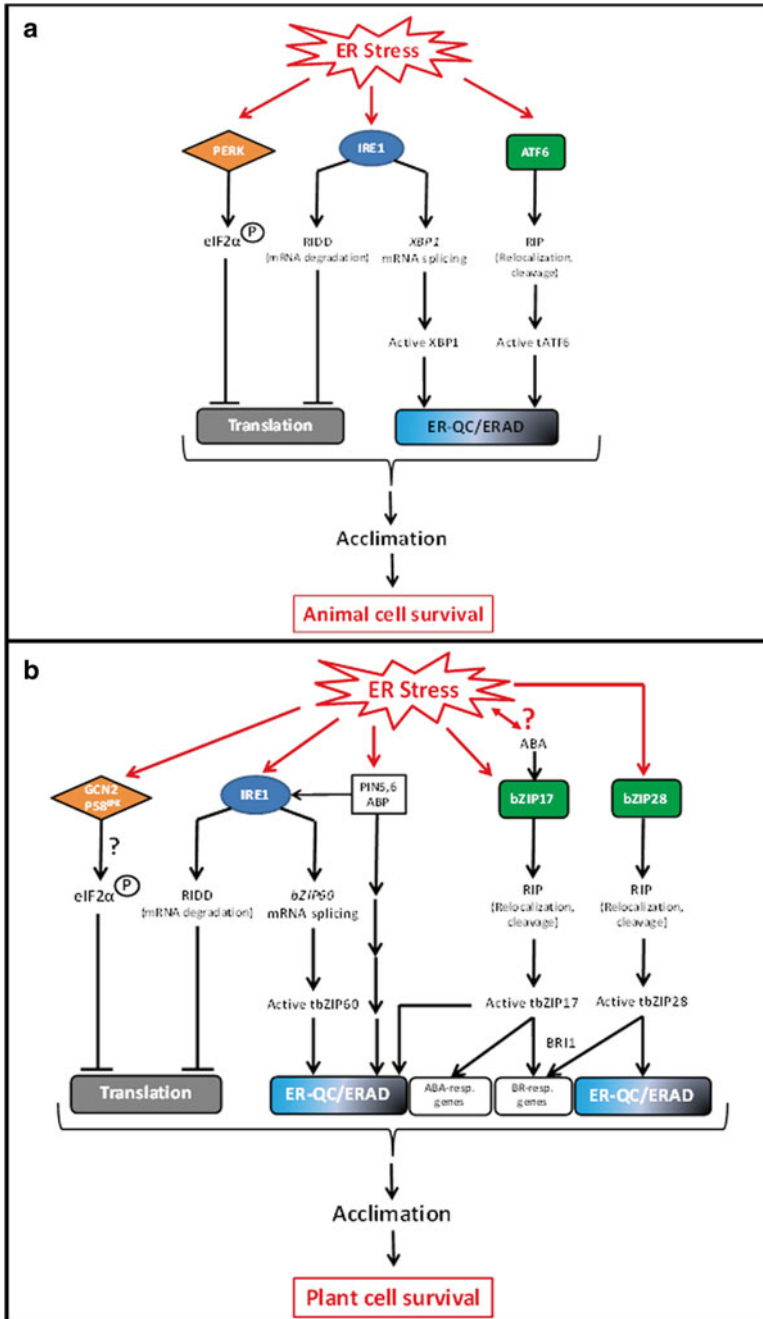 a
ER Stress
PERK
IRE1
ATF6
eIF2α P
RIDD
(mRNA degradation)
XBP1
mRNA splicing
RIP
(Relocalization,
cleavage)
Active XBP1
Active tATF6
Translation
ER-QC/ERAD
Acclimation
Animal cell survival
b
ER Stress
?
ABA
GCN2
P58IPK
IRE1
PIN5,6
ABP
bZIP17
bZIP28
?
eIF2α P
RIDD
(mRNA degradation)
bZIP60
mRNA splicing
RIP
(Relocalization,
cleavage)
RIP
(Relocalization,
cleavage)
Active tbZIP60
Active tbZIP17
Active tbZIP28
BRI1
Translation
ER-QC/ERAD
ABA-resp.
genes
BR-resp.
genes
ER-QC/ERAD
Acclimation
Plant cell survival